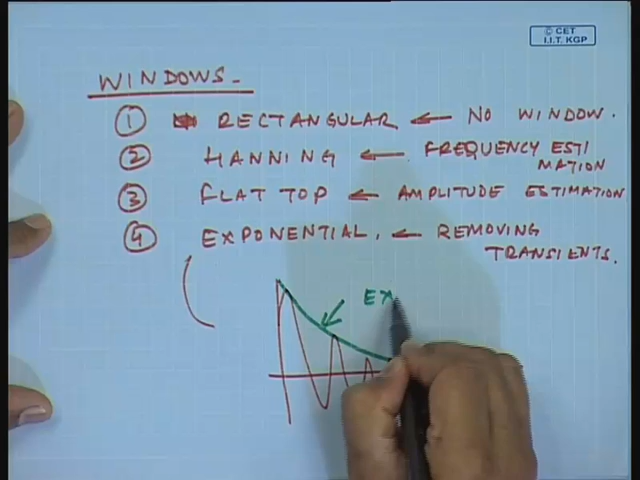 © CET
I.I.T. KGP
WINDOWS
① RECTANGULAR ← NO WINDOW.
② HANNING ← FREQUENCY ESTI
MATION
③ FLAT TOP ← AMPLITUDE ESTIMATION
④ EXPONENTIAL. ← REMOVING
TRANSIENTS.
EX